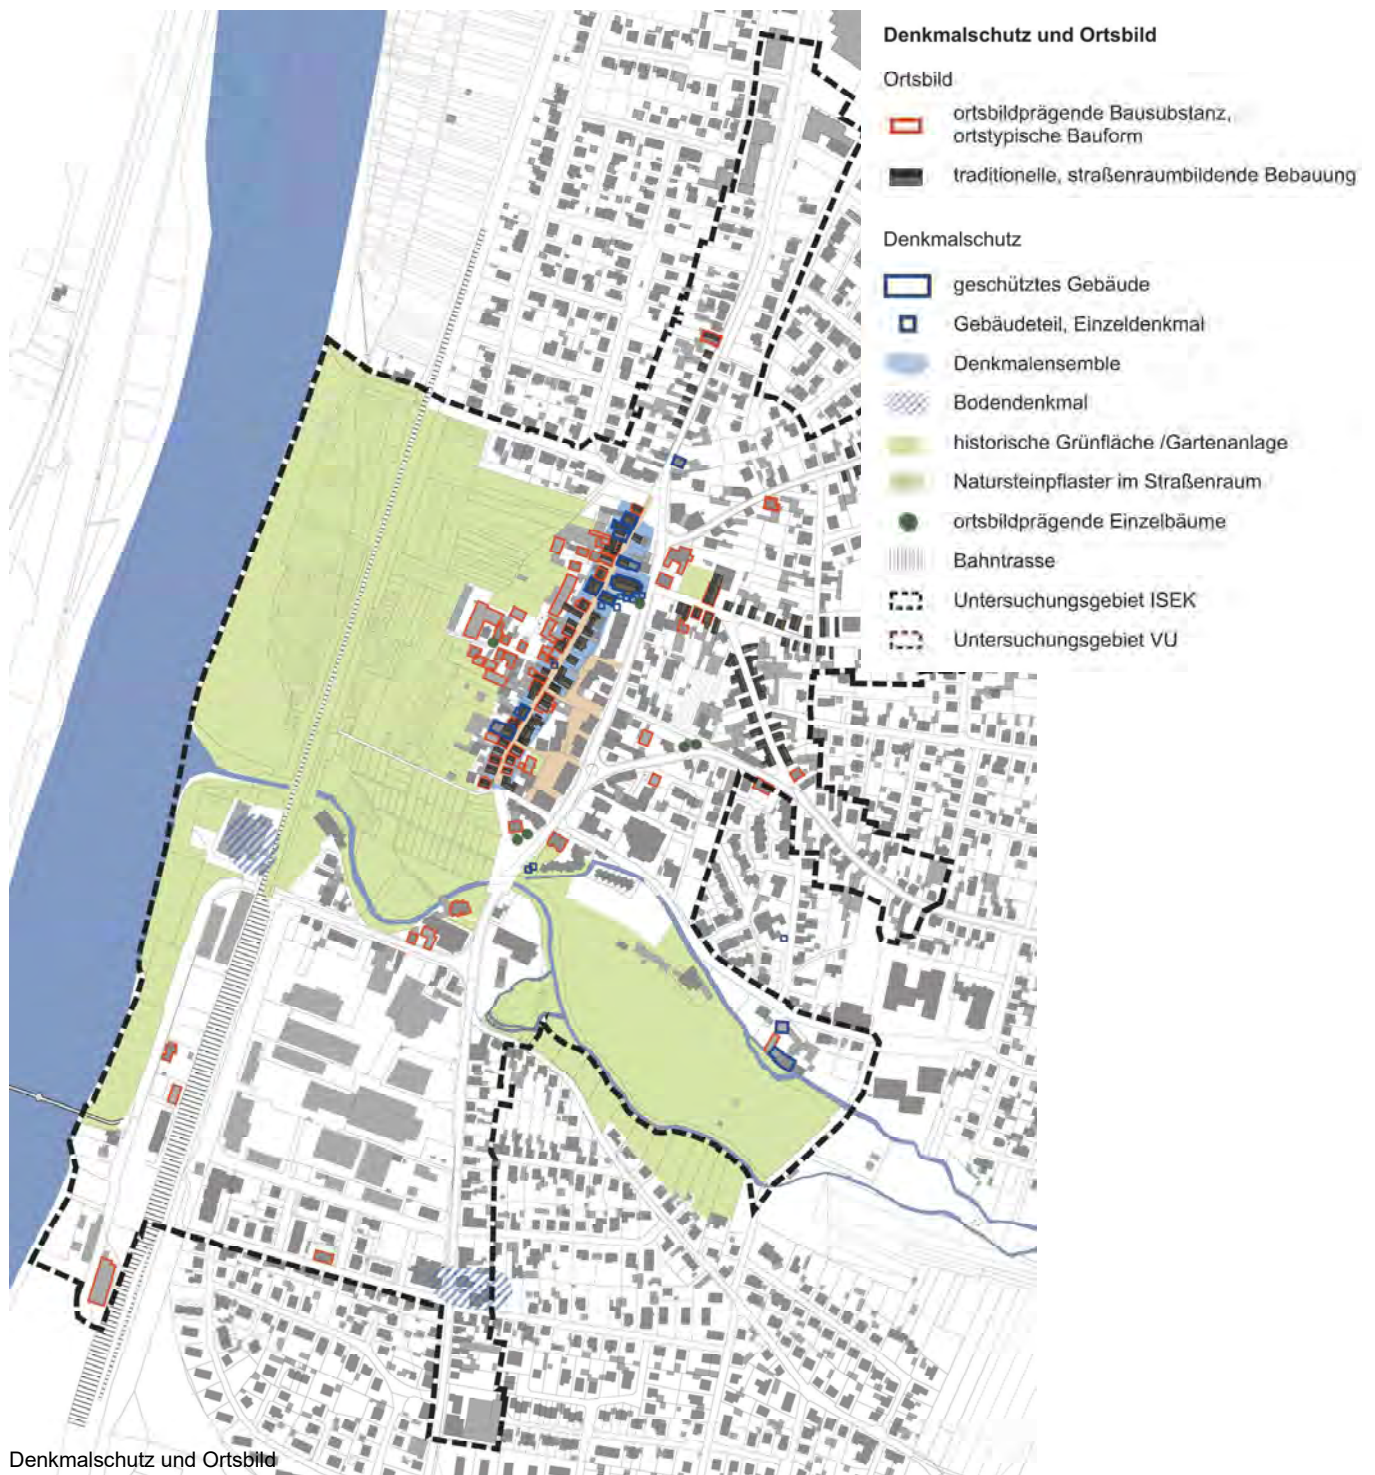 Denkmalschutz und Ortsbild
Ortsbild
ortsbildprägende Bausubstanz,
ortstypische Bauform
traditionelle, straßenraumbildende Bebauung
Denkmalschutz
geschütztes Gebäude
Gebäudeteil, Einzeldenkmal
Denkmalensemble
Bodendenkmal
historische Grünfläche /Gartenanlage
Natursteinpflaster im Straßenraum
ortsbildprägende Einzelbäume
Bahntrasse
Untersuchungsgebiet ISEK
Untersuchungsgebiet VU
Denkmalschutz und Ortsbild